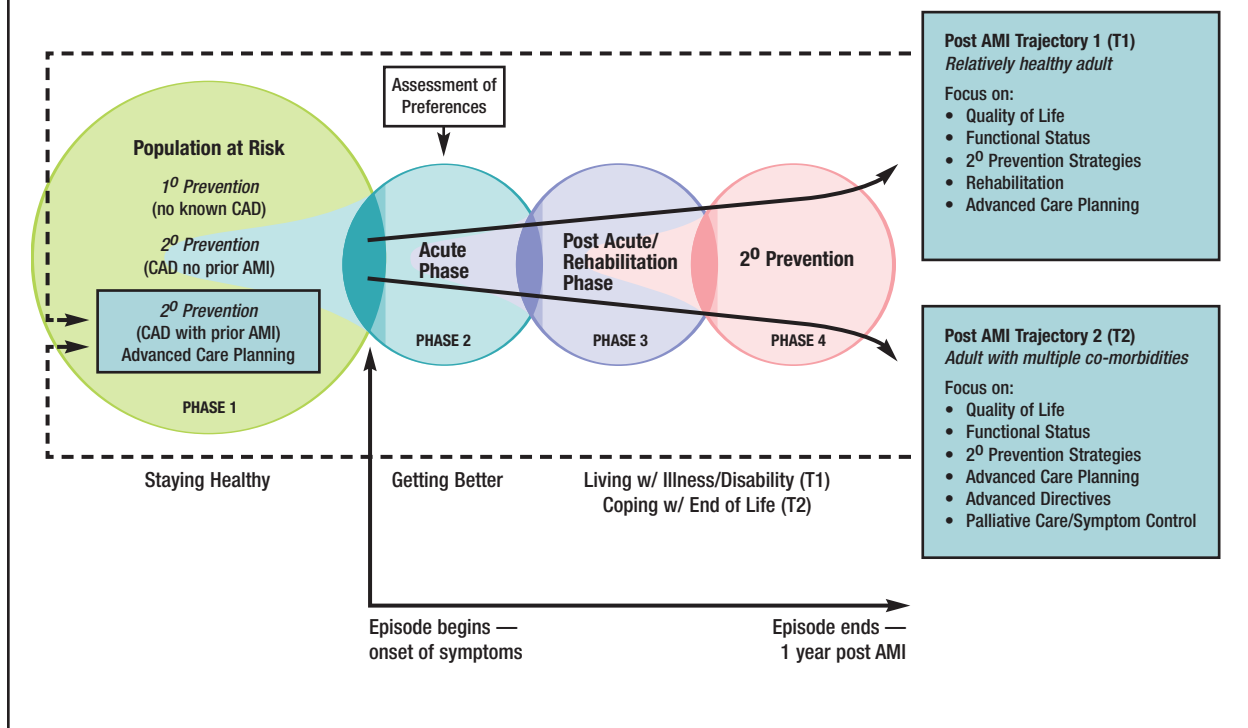 Assessment of
Preferences
Population at Risk
1º Prevention
(no known CAD)
2º Prevention
(CAD no prior AMI)
2º Prevention
(CAD with prior AMI)
Advanced Care Planning
PHASE 1
Acute
Phase
PHASE 2
Post Acute/
Rehabilitation
Phase
PHASE 3
2º Prevention
PHASE 4
Staying Healthy
Getting Better
Living w/ Illness/Disability (T1)
Coping w/ End of Life (T2)
Episode begins —
onset of symptoms
Episode ends —
1 year post AMI
Post AMI Trajectory 1 (T1)
Relatively healthy adult
Focus on:
• Quality of Life
• Functional Status
• 2º Prevention Strategies
• Rehabilitation
• Advanced Care Planning
Post AMI Trajectory 2 (T2)
Adult with multiple co-morbidities
Focus on:
• Quality of Life
• Functional Status
• 2º Prevention Strategies
• Advanced Care Planning
• Advanced Directives
• Palliative Care/Symptom Control